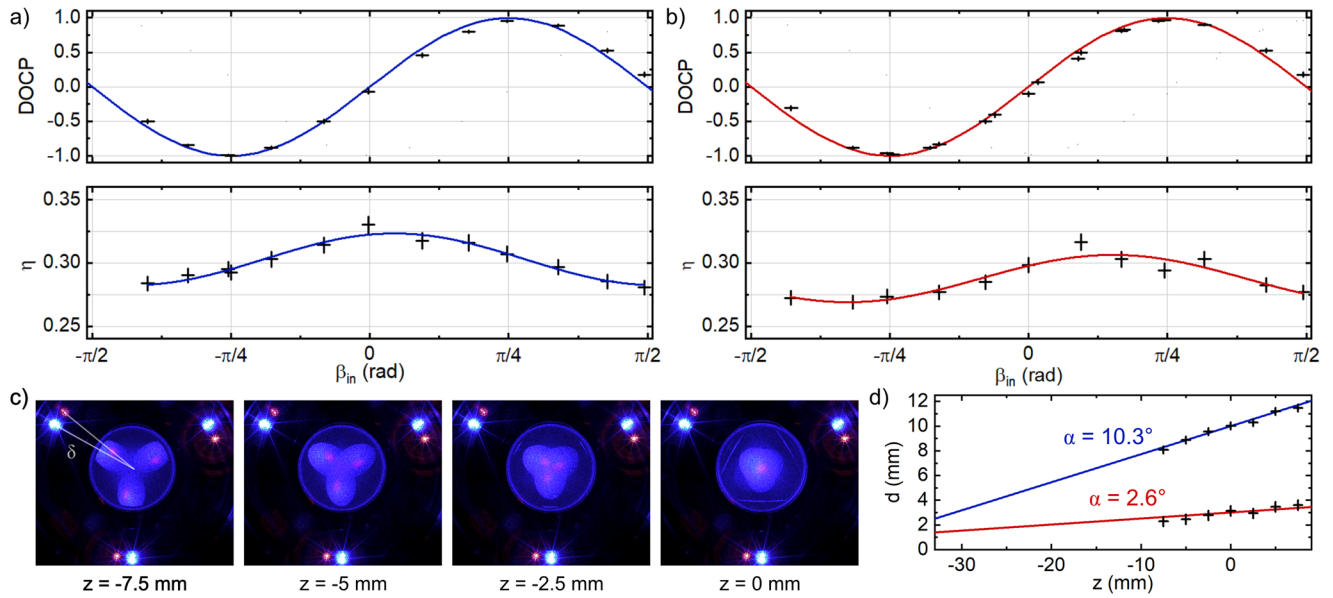 a)
1.0
0.5
0.0
-0.5
-1.0
DOCP
0.35
0.30
0.25
η
-π/2
-π/4
0
π/4
π/2
βin (rad)
b)
1.0
0.5
0.0
-0.5
-1.0
DOCP
0.35
0.30
0.25
η
-π/2
-π/4
0
π/4
π/2
βin (rad)
c)
δ
z = -7.5 mm
z = -5 mm
z = -2.5 mm
z = 0 mm
d)
12
10
8
6
4
2
0
d (mm)
α = 10.3°
α = 2.6°
-30
-20
-10
0
z (mm)